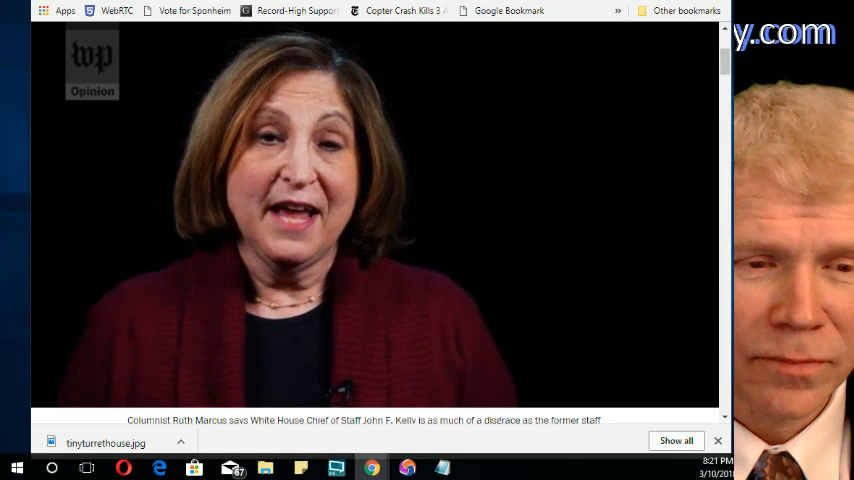 Apps WebRTC Vote for Sponheim Record-High Support Copter Crash Kills 3 Google Bookmark » Other bookmarks
y.com
wp
Opinion
Columnist Ruth Marcus says White House Chief of Staff John F. Kelly is as much of a disgrace as the former staff
tinyturrethouse.jpg Show all
67
8:21 PM
3/10/201